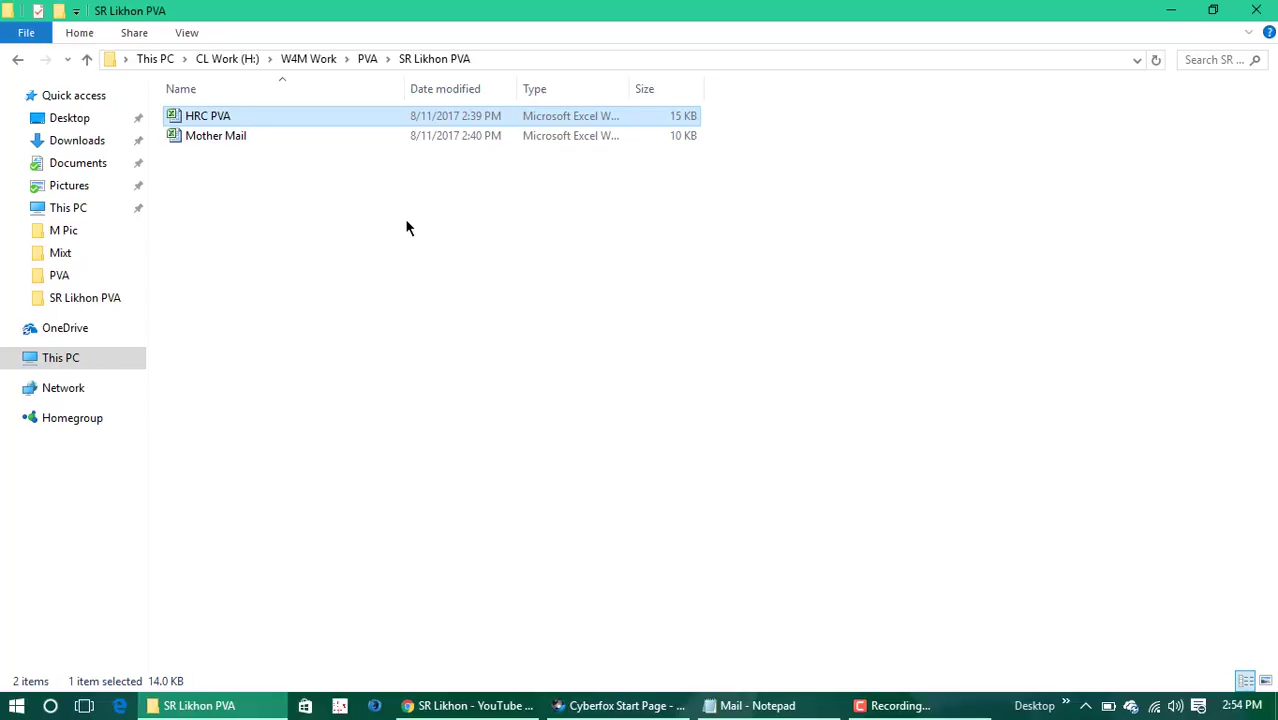 SR Likhon PVA
File Home Share View
This PC CL Work (H:) W4M Work PVA SR Likhon PVA
Search SR ...
Name Date modified Type Size
HRC PVA 8/11/2017 2:39 PM Microsoft Excel W... 15 KB
Mother Mail 8/11/2017 2:40 PM Microsoft Excel W... 10 KB
Quick access
Desktop
Downloads
Documents
Pictures
This PC
M Pic
Mixt
PVA
SR Likhon PVA
OneDrive
This PC
Network
Homegroup
2 items 1 item selected 14.0 KB
SR Likhon PVA SR Likhon - YouTube ... Cyberfox Start Page - ... Mail - Notepad Recording... Desktop 2:54 PM